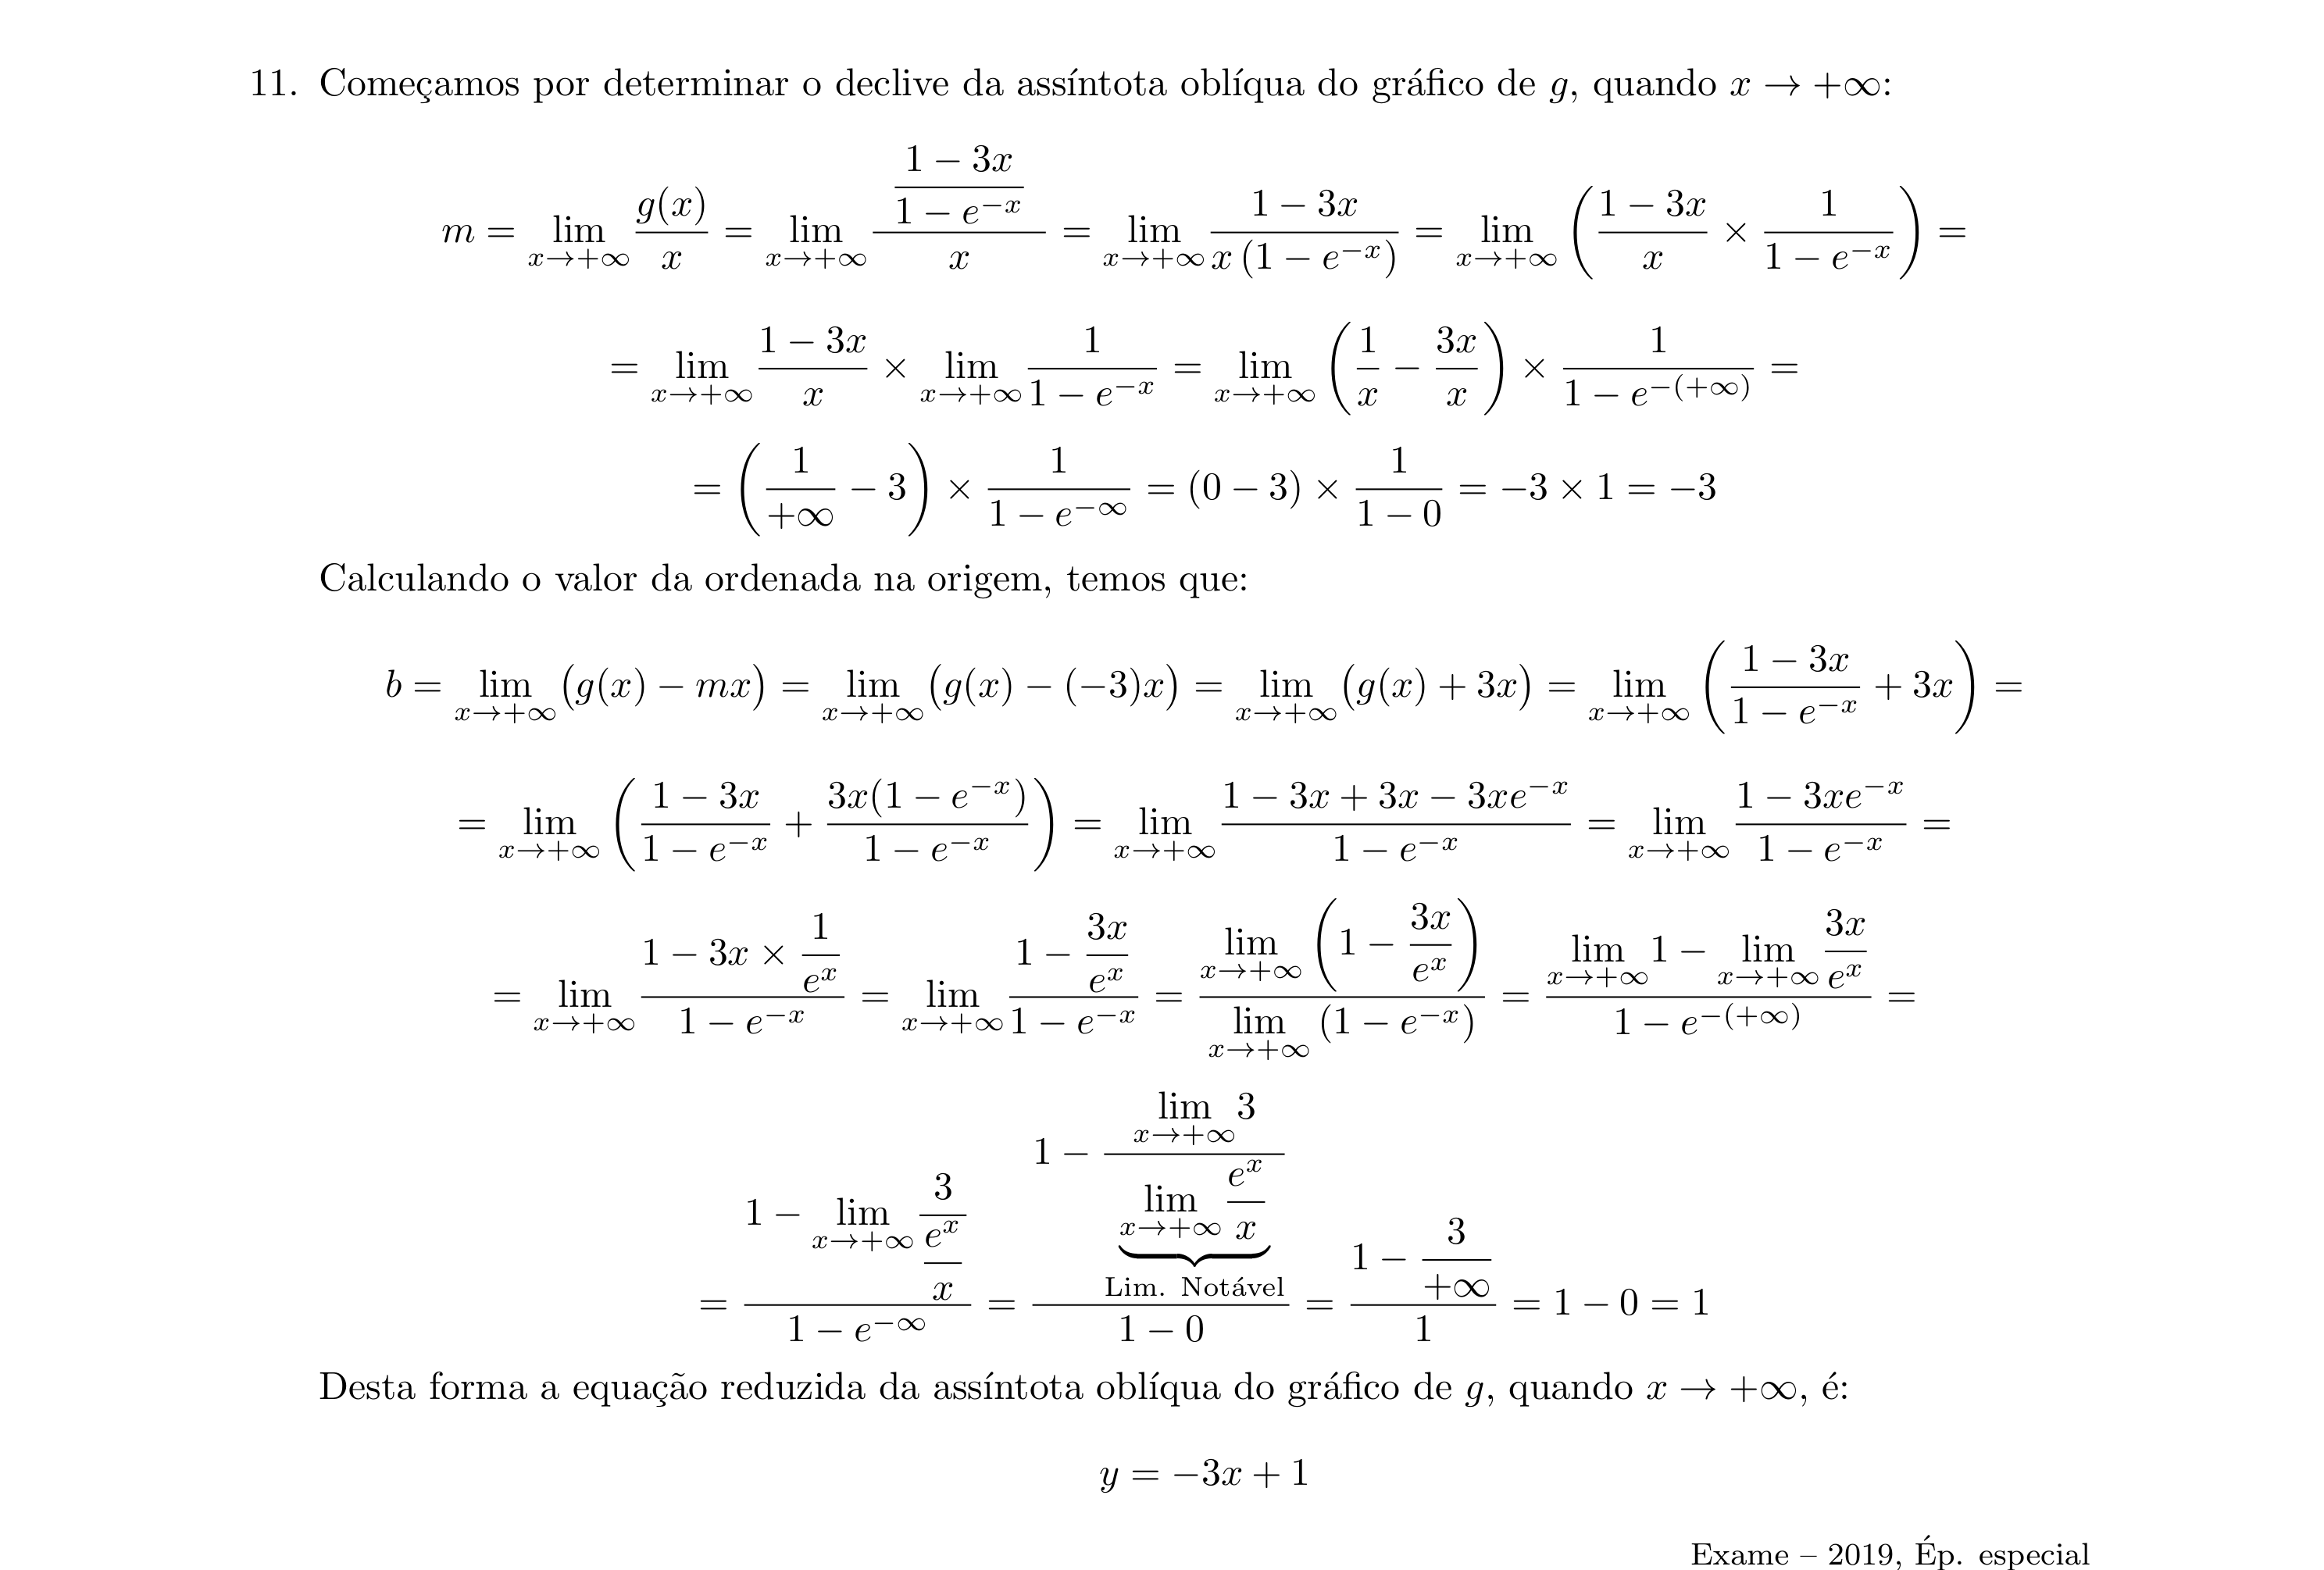 11. Começamos por determinar o declive da assíntota oblíqua do gráfico de $g$, quando $x \to +\infty$:
$m = \lim_{x \to +\infty} \frac{g(x)}{x} = \lim_{x \to +\infty} \frac{\frac{1-3x}{1-e^{-x}}}{x} = \lim_{x \to +\infty} \frac{1-3x}{x\,(1-e^{-x})} = \lim_{x \to +\infty} \left( \frac{1-3x}{x} \times \frac{1}{1-e^{-x}} \right) =$
$= \lim_{x \to +\infty} \frac{1-3x}{x} \times \lim_{x \to +\infty} \frac{1}{1-e^{-x}} = \lim_{x \to +\infty} \left( \frac{1}{x} - \frac{3x}{x} \right) \times \frac{1}{1-e^{-(+\infty)}} =$
$= \left( \frac{1}{+\infty} - 3 \right) \times \frac{1}{1-e^{-\infty}} = (0-3) \times \frac{1}{1-0} = -3 \times 1 = -3$
Calculando o valor da ordenada na origem, temos que:
$b = \lim_{x \to +\infty} \big( g(x) - mx \big) = \lim_{x \to +\infty} \big( g(x) - (-3)x \big) = \lim_{x \to +\infty} \big( g(x) + 3x \big) = \lim_{x \to +\infty} \left( \frac{1-3x}{1-e^{-x}} + 3x \right) =$
$= \lim_{x \to +\infty} \left( \frac{1-3x}{1-e^{-x}} + \frac{3x(1-e^{-x})}{1-e^{-x}} \right) = \lim_{x \to +\infty} \frac{1-3x+3x-3xe^{-x}}{1-e^{-x}} = \lim_{x \to +\infty} \frac{1-3xe^{-x}}{1-e^{-x}} =$
$= \lim_{x \to +\infty} \frac{1-3x \times \frac{1}{e^x}}{1-e^{-x}} = \lim_{x \to +\infty} \frac{1-\frac{3x}{e^x}}{1-e^{-x}} = \frac{\lim_{x \to +\infty} \left( 1-\frac{3x}{e^x} \right)}{\lim_{x \to +\infty} (1-e^{-x})} = \frac{\lim_{x \to +\infty} 1 - \lim_{x \to +\infty} \frac{3x}{e^x}}{1-e^{-(+\infty)}} =$
$= \frac{1-\lim_{x \to +\infty} \frac{3}{\frac{e^x}{x}}}{1-e^{-\infty}} = \frac{1-\frac{\lim_{x \to +\infty} 3}{\underbrace{\lim_{x \to +\infty} \frac{e^x}{x}}_{\text{Lim. Notável}}}}{1-0} = \frac{1-\frac{3}{+\infty}}{1} = 1-0 = 1$
Desta forma a equação reduzida da assíntota oblíqua do gráfico de $g$, quando $x \to +\infty$, é:
$y = -3x + 1$
Exame – 2019, Ép. especial